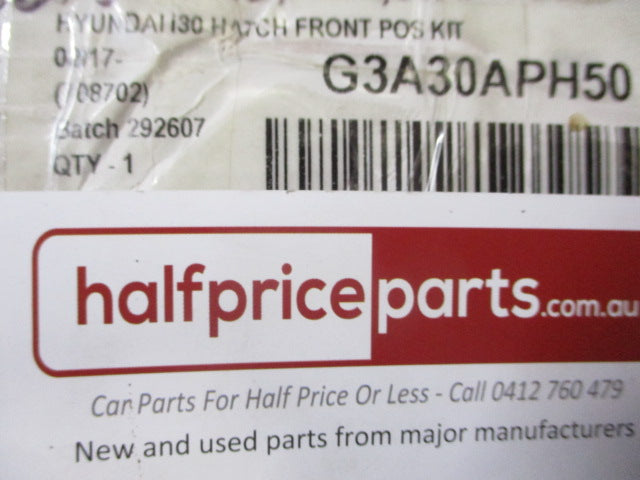 HYUNDAI I30 HATCH FRONT POS KIT
G3A30APH50
Batch 292607
QTY - 1
halfpriceparts.com.au
Car Parts For Half Price Or Less - Call 0412 760 479
New and used parts from major manufacturers